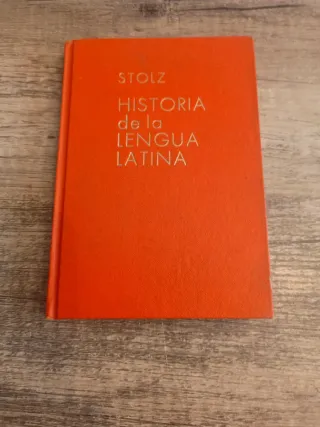 STOLZ
HISTORIA
de la
LENGUA
LATINA